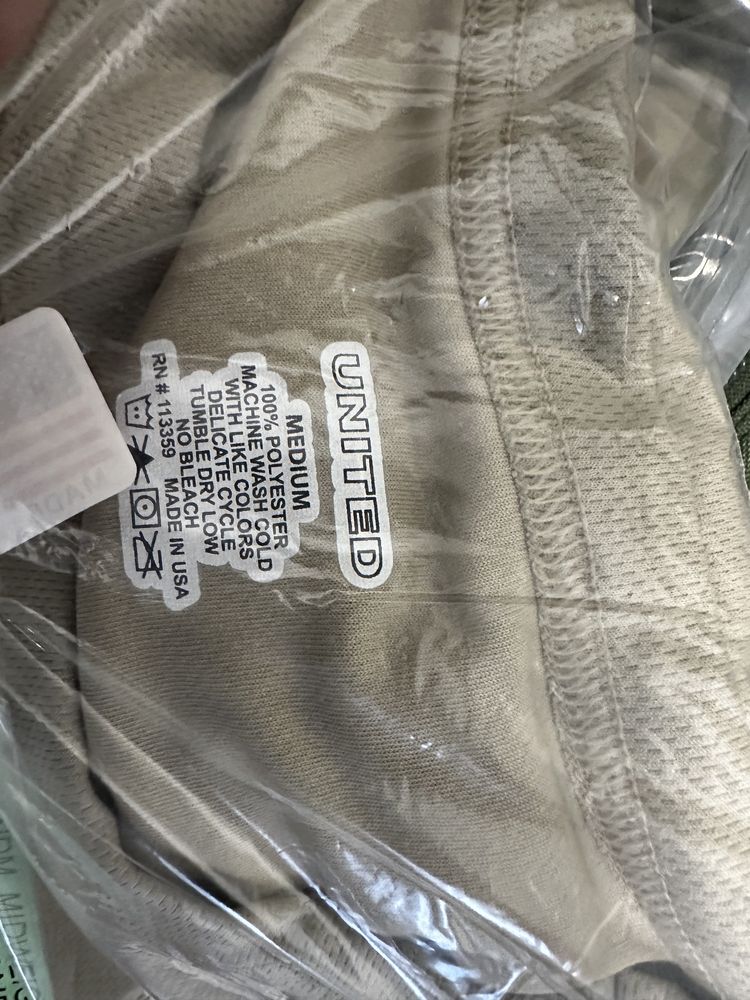 UNITED
MEDIUM
100% POLYESTER
MACHINE WASH COLD
WITH LIKE COLORS
DELICATE CYCLE
TUMBLE DRY LOW
NO BLEACH
RN # 113359 MADE IN USA